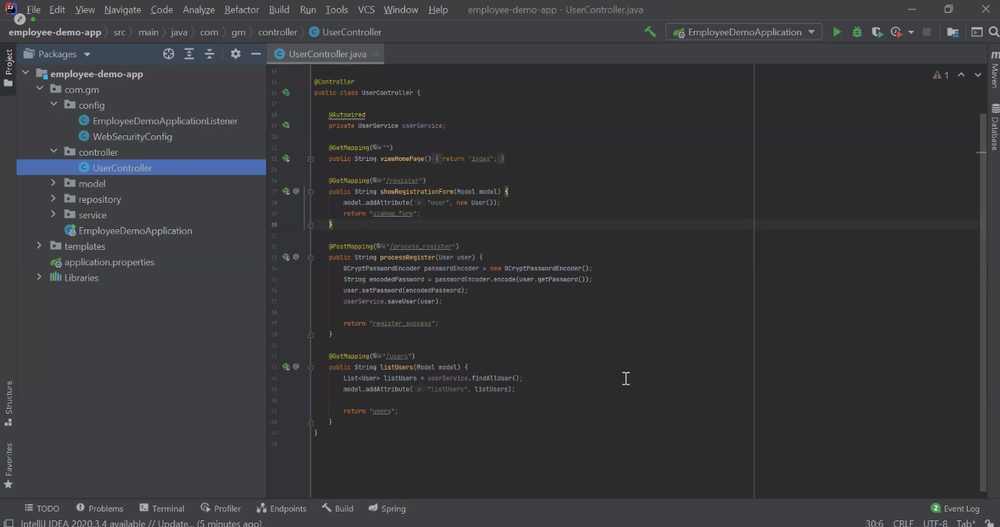 File Edit View Navigate Code Analyze Refactor Build Run Tools VCS Window Help employee-demo-app - UserController.java
employee-demo-app src main java com gm controller UserController EmployeeDemoApplication
Project
Packages
employee-demo-app
com.gm
config
EmployeeDemoApplicationListener
WebSecurityConfig
controller
UserController
model
repository
service
EmployeeDemoApplication
templates
application.properties
Libraries
Structure
Favorites
UserController.java
14
15 @Controller
16 public class UserController {
17
18 @Autowired
19 private UserService userService;
20
21 @GetMapping("")
22 public String viewHomePage() { return "index"; }
25
26 @GetMapping("/register")
27 public String showRegistrationForm(Model model) {
28 model.addAttribute( "user", new User());
29 return "signup_form";
30 }
31
32 @PostMapping("/process_register")
33 public String processRegister(User user) {
34 BCryptPasswordEncoder passwordEncoder = new BCryptPasswordEncoder();
35 String encodedPassword = passwordEncoder.encode(user.getPassword());
36 user.setPassword(encodedPassword);
37 userService.saveUser(user);
38
39 return "register_success";
40 }
41
42 @GetMapping("/users")
43 public String listUsers(Model model) {
44 List<User> listUsers = userService.findAllUser();
45 model.addAttribute( "listUsers", listUsers);
46
47 return "users";
48 }
49 }
50
1
Maven
Database
TODO Problems Terminal Profiler Endpoints Build Spring 2 Event Log
IntelliJ IDEA 2020.3.4 available // Update... (5 minutes ago) 30:6 CRLF UTF-8 Tab*